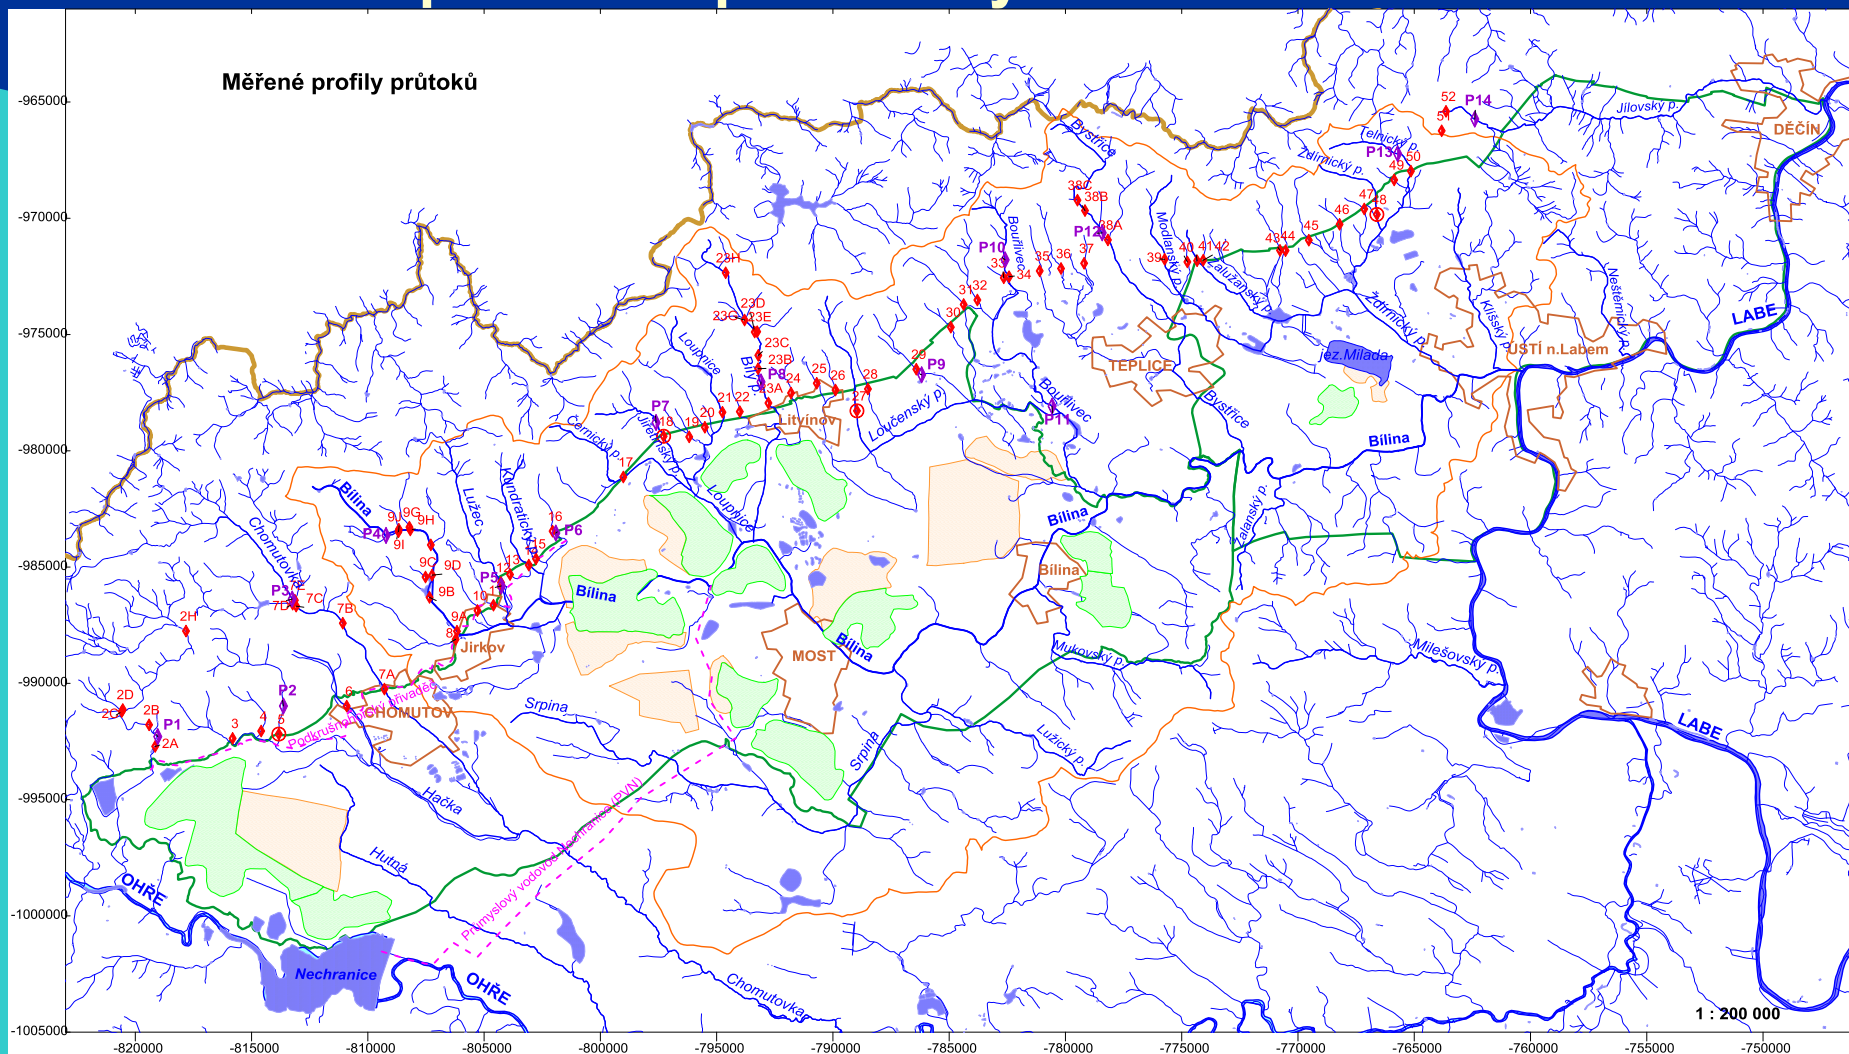 Měřené profily průtoků
-965000
-970000
-975000
-980000
-985000
-990000
-995000
-1000000
-1005000
-820000
-815000
-810000
-805000
-800000
-795000
-790000
-785000
-780000
-775000
-770000
-765000
-760000
-755000
-750000
1 : 200 000
52
P14
51
Jílovský p.
DĚČÍN
Telnický p.
P13
50
49
Ždírnický p.
47
48
46
45
43
44
Bystřice
38C
38B
P12
38A
37
36
35
34
33
P10
Bouřlivec
Modlanský p.
39
40
41
42
Zalužanský p.
Ždírnický p.
Klíšský p.
Neštěmický p.
LABE
ÚSTÍ n.Labem
jez.Milada
TEPLICE
Bystřice
Bílina
23H
23D
23G
23E
23C
23B
P8
23A
Bílý p.
24
25
26
28
27
29
P9
30
31
32
Loupnice
21
22
20
19
18
P7
Jiřetínský p.
Černický p.
17
Litvínov
Loučenský p.
Bouřlivec
P11
Loupnice
Bílina
Žalanský p.
Bílina
Bílina
9J
9G
9H
P4
9I
9C
9D
9B
9A
8
Lužec
Kundratický p.
16
P6
15
13
12
P5
11
10
Jirkov
Bílina
Chomutovka
P3
7D
7C
7B
7A
2H
2D
2C
2B
P1
2A
P2
3
4
5
6
CHOMUTOV
Podkrušnohorský přivaděč
MOST
Bílina
Mukovský p.
Milešovský p.
Srpina
Srpina
Lužický p.
LABE
Hačka
Hutná
Průmyslový vodovod Nechranice (PVN)
OHŘE
Nechranice
OHŘE
Chomutovka